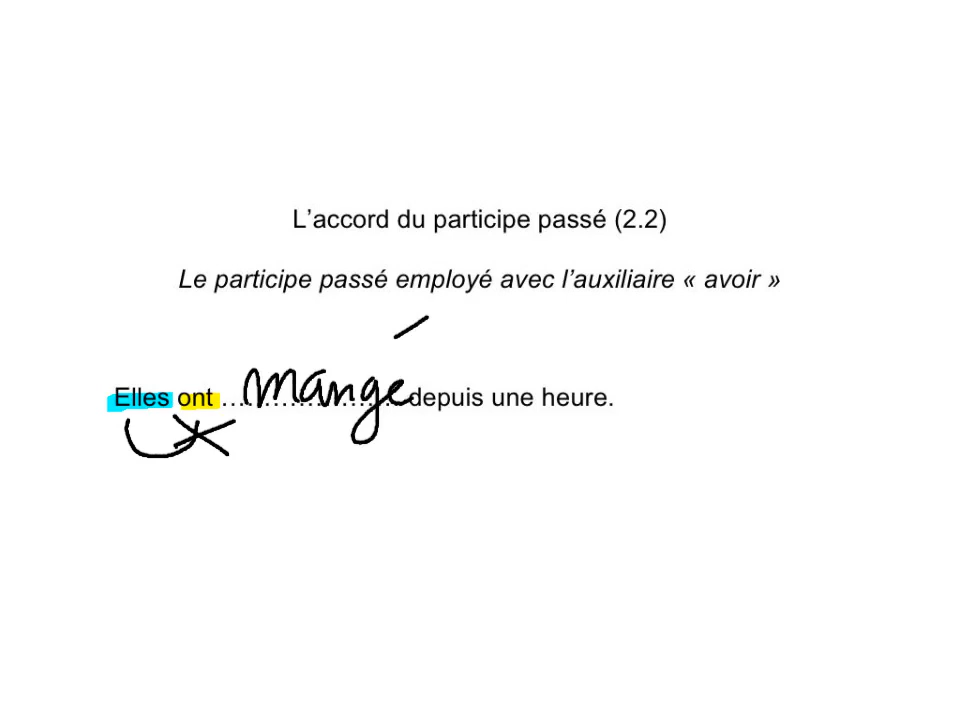 L'accord du participe passé (2.2)
Le participe passé employé avec l'auxiliaire « avoir »
Elles ont ..................... mangé depuis une heure.